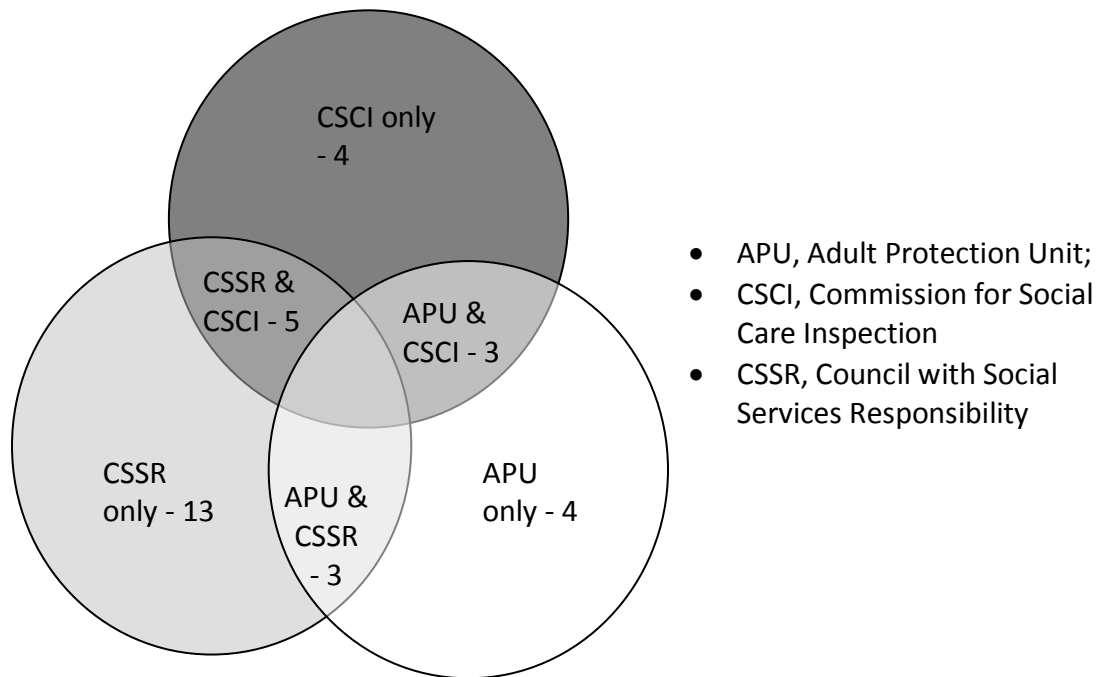 CSCI only
- 4
CSSR &
CSCI - 5
APU &
CSCI - 3
CSSR
only - 13
APU &
CSSR
- 3
APU
only - 4
• APU, Adult Protection Unit;
• CSCI, Commission for Social
Care Inspection
• CSSR, Council with Social
Services Responsibility